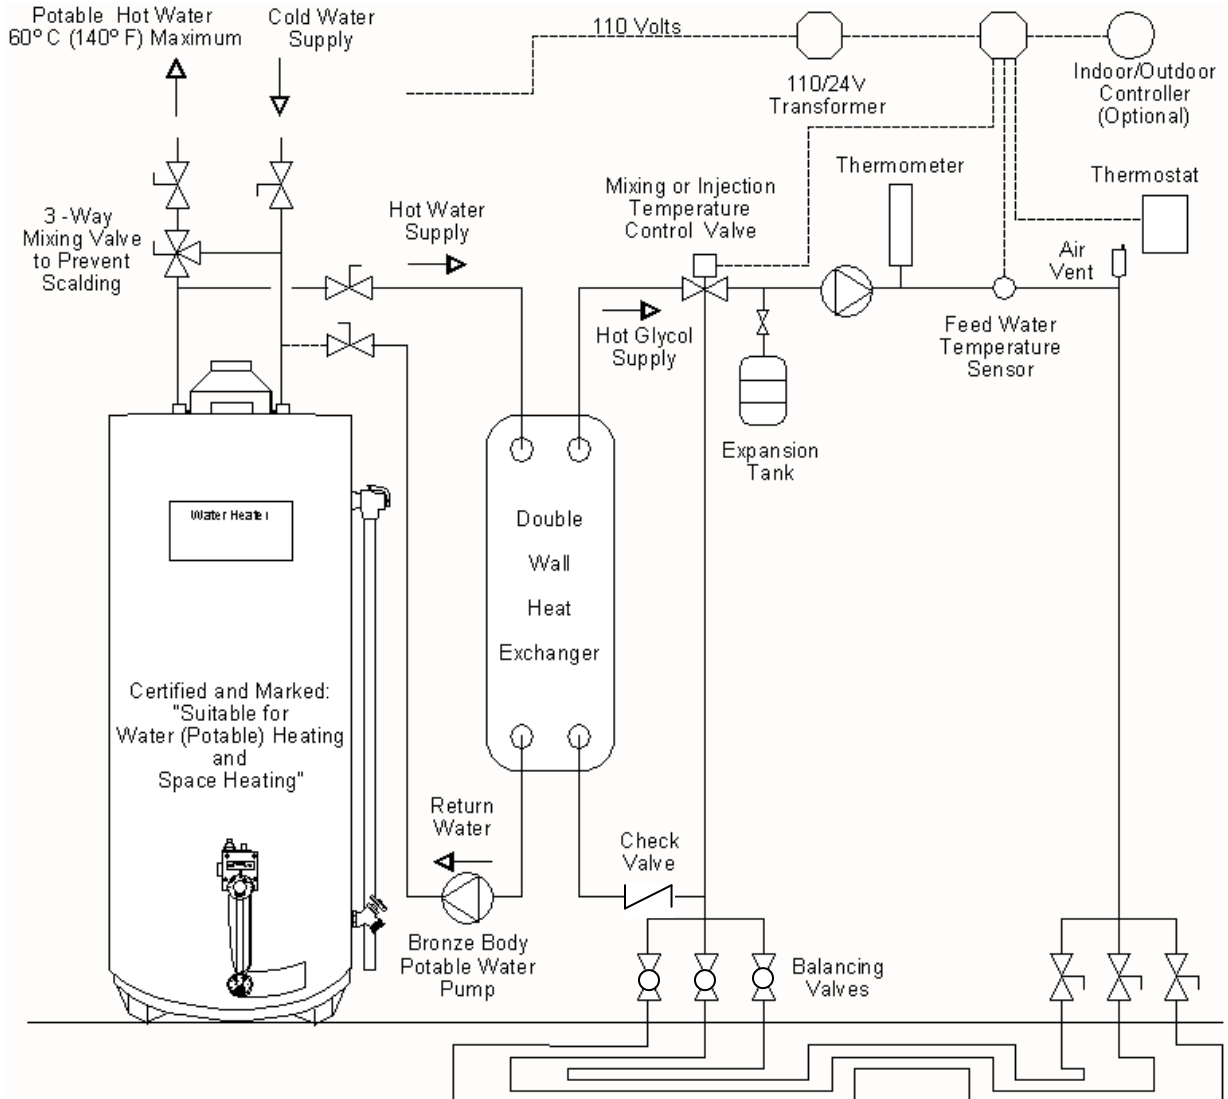 Potable Hot Water
60º C (140º F) Maximum
Cold Water
Supply
110 Volts
110/24V
Transformer
Indoor/Outdoor
Controller
(Optional)
Thermometer
Thermostat
Mixing or Injection
Temperature
Control Valve
3 -Way
Mixing Valve
to Prevent
Scalding
Hot Water
Supply
Air
Vent
Hot Glycol
Supply
Feed Water
Temperature
Sensor
Expansion
Tank
Water Heater
Double
Wall
Heat
Exchanger
Certified and Marked:
"Suitable for
Water (Potable) Heating
and
Space Heating"
Return
Water
Check
Valve
Bronze Body
Potable Water
Pump
Balancing
Valves